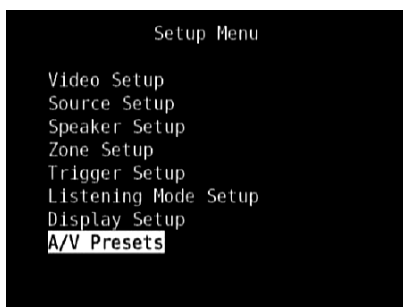 Setup Menu
Video Setup
Source Setup
Speaker Setup
Zone Setup
Trigger Setup
Listening Mode Setup
Display Setup
A/V Presets